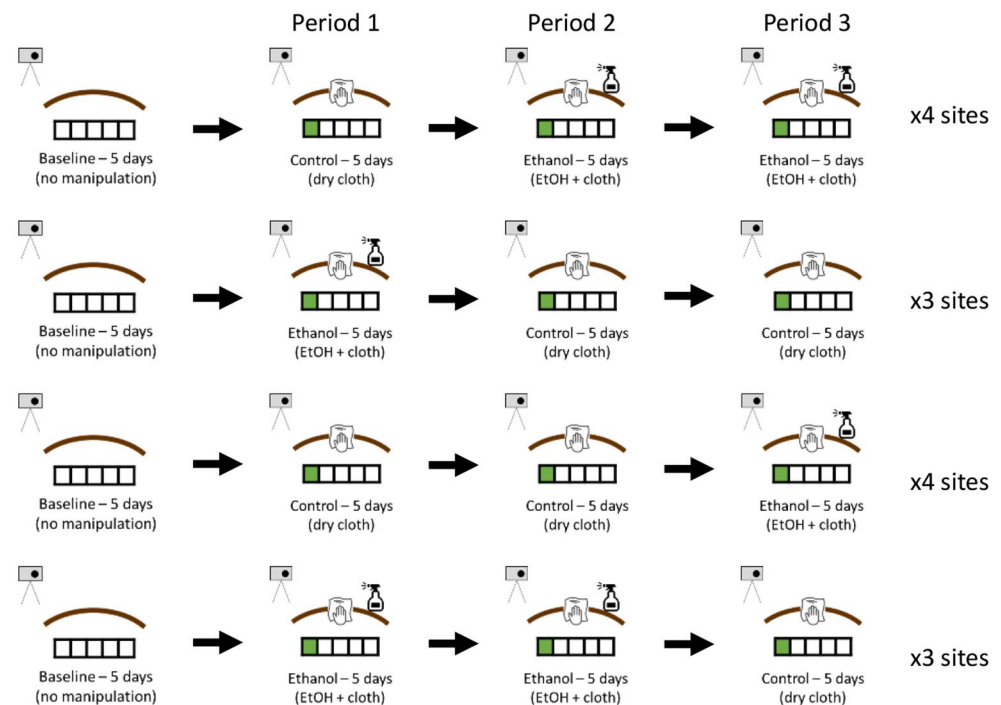 Period 1 Period 2 Period 3
Baseline – 5 days
(no manipulation)
Control – 5 days
(dry cloth)
Ethanol – 5 days
(EtOH + cloth)
Ethanol – 5 days
(EtOH + cloth)
x4 sites
Baseline – 5 days
(no manipulation)
Ethanol – 5 days
(EtOH + cloth)
Control – 5 days
(dry cloth)
Control – 5 days
(dry cloth)
x3 sites
Baseline – 5 days
(no manipulation)
Control – 5 days
(dry cloth)
Control – 5 days
(dry cloth)
Ethanol – 5 days
(EtOH + cloth)
x4 sites
Baseline – 5 days
(no manipulation)
Ethanol – 5 days
(EtOH + cloth)
Ethanol – 5 days
(EtOH + cloth)
Control – 5 days
(dry cloth)
x3 sites